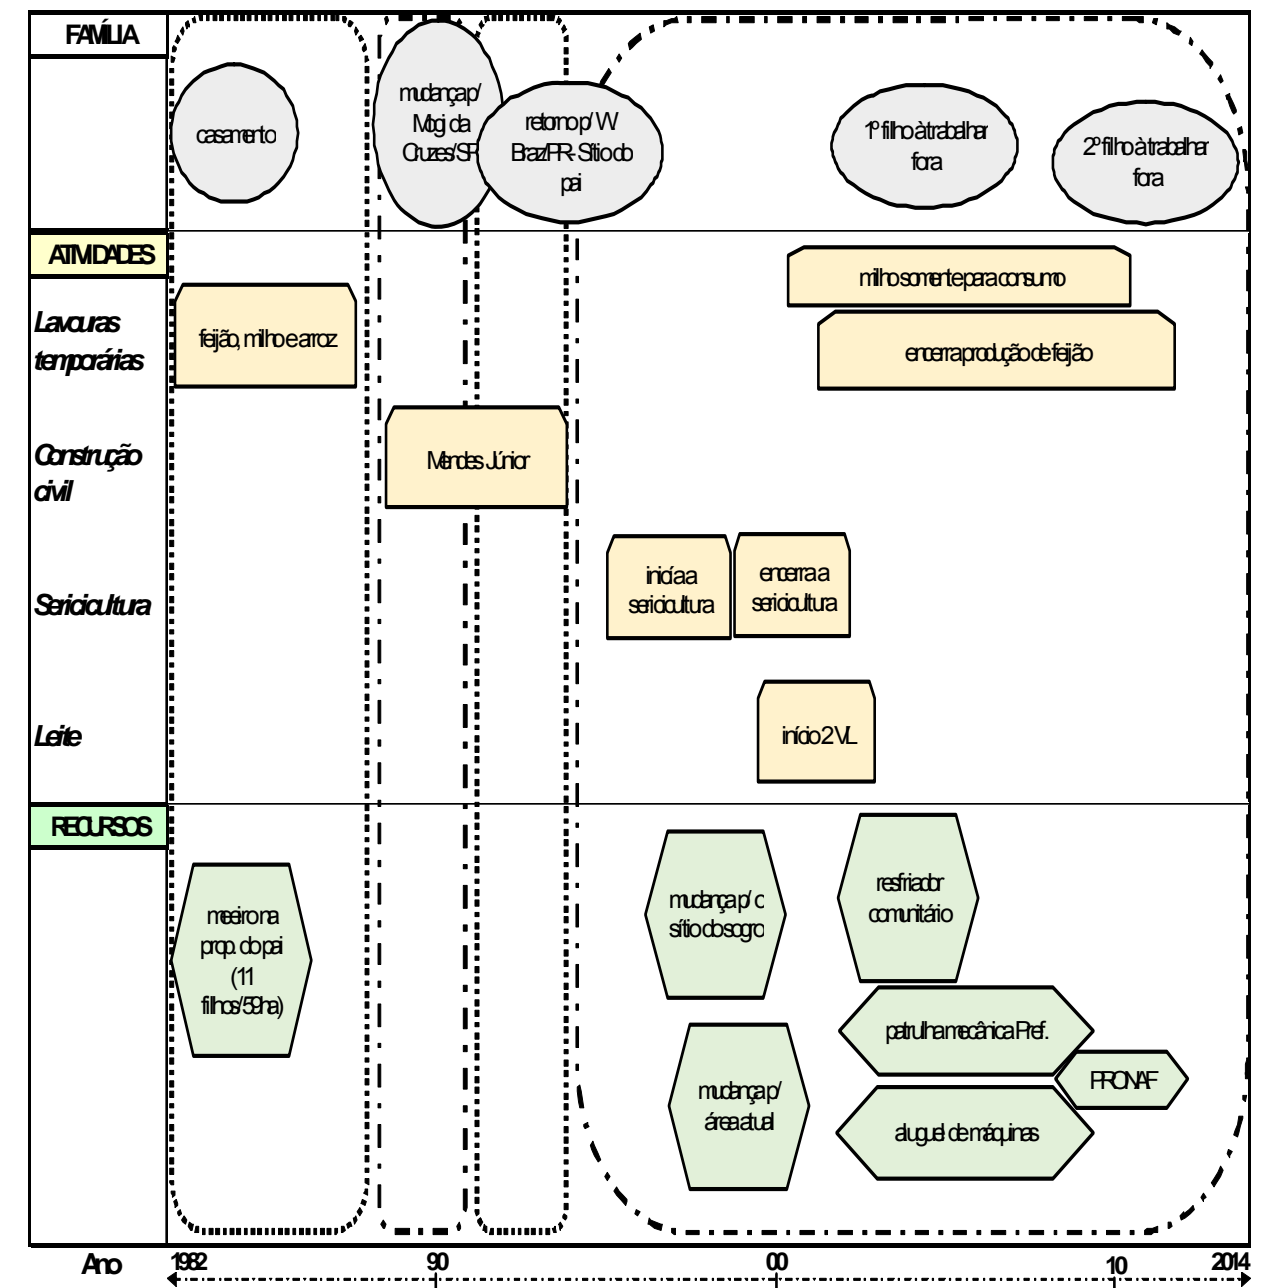 FAMÍLIA
casamento
mudança p/
Mogi da
Cruzes/SP
retorno p/ W.
Braz/PR - Sítio do
pai
1º filho à trabalhar
fora
2º filho à trabalhar
fora
ATIVIDADES
Lavouras
temporárias
feijão, milho e arroz
milho somente para consumo
encerra produção de feijão
Construção
civil
Mendes Júnior
Sericicultura
inicía a
sericicultura
encerra a
sericicultura
Leite
início 2 VL
RECURSOS
meeiro na
prop. do pai
(11
filhos/59ha)
mudança p/ o
sítio do sogro
resfriador
comunitário
mudança p/
área atual
patrulha mecânica Pref.
PRONAF
aluguel de máquinas
Ano
1982
90
00
10
2014